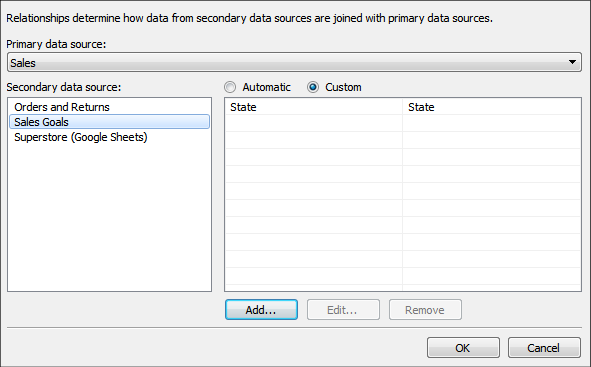 Relationships determine how data from secondary data sources are joined with primary data sources.
Primary data source:
Sales
Secondary data source:
Automatic Custom
Orders and Returns
Sales Goals
Superstore (Google Sheets)
State State
Add... Edit... Remove
OK Cancel